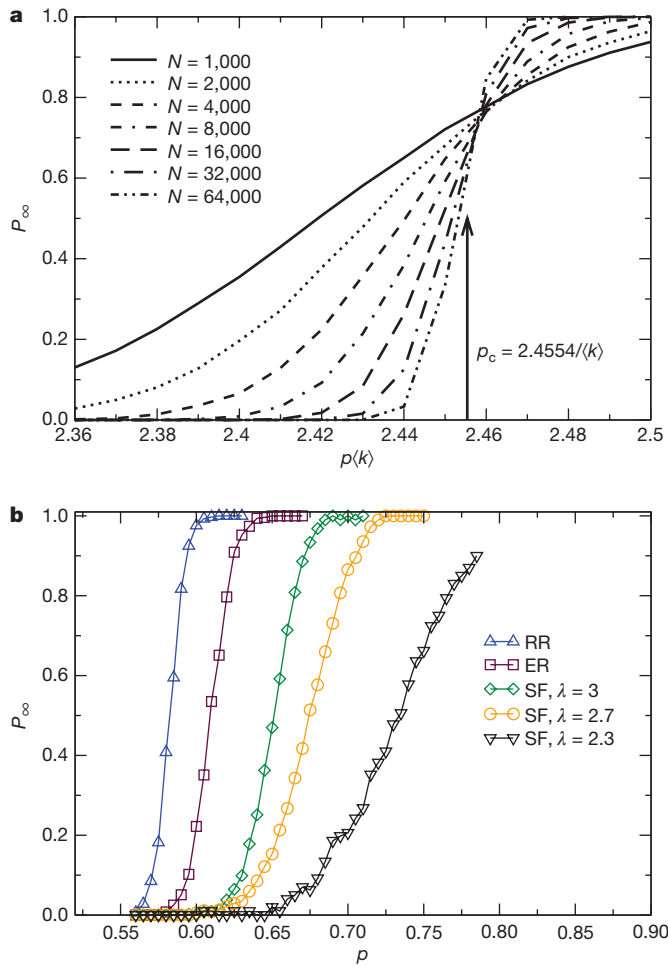 a
1.0
0.8
0.6
0.4
0.2
0.0
P∞
N = 1,000
N = 2,000
N = 4,000
N = 8,000
N = 16,000
N = 32,000
N = 64,000
pc = 2.4554/⟨k⟩
2.36 2.38 2.4 2.42 2.44 2.46 2.48 2.5
p⟨k⟩
b
1.0
0.8
0.6
0.4
0.2
0.0
P∞
RR
ER
SF, λ = 3
SF, λ = 2.7
SF, λ = 2.3
0.55 0.60 0.65 0.70 0.75 0.80 0.85 0.90
p